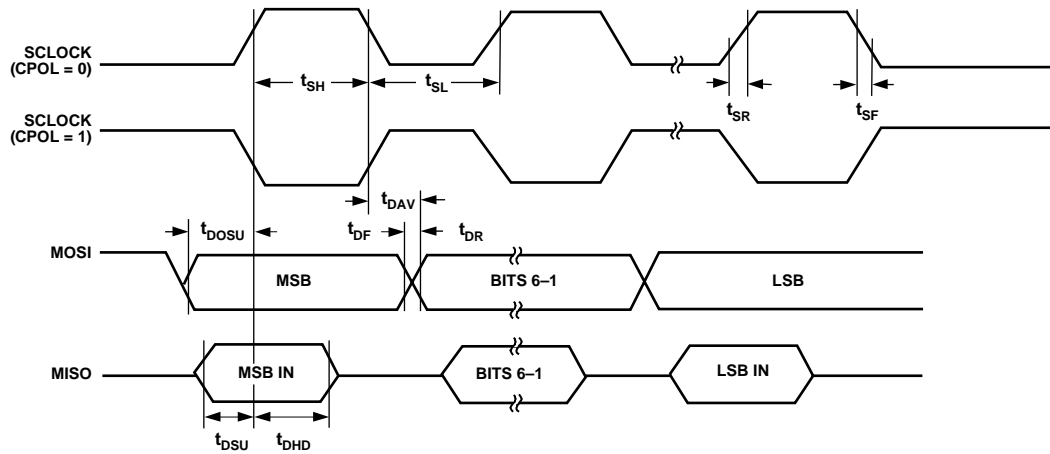 SCLOCK
(CPOL = 0)
tSH
tSL
tSR
tSF
SCLOCK
(CPOL = 1)
tDAV
tDOSU
tDF
tDR
MOSI
MSB
BITS 6–1
LSB
MISO
MSB IN
BITS 6–1
LSB IN
tDSU
tDHD